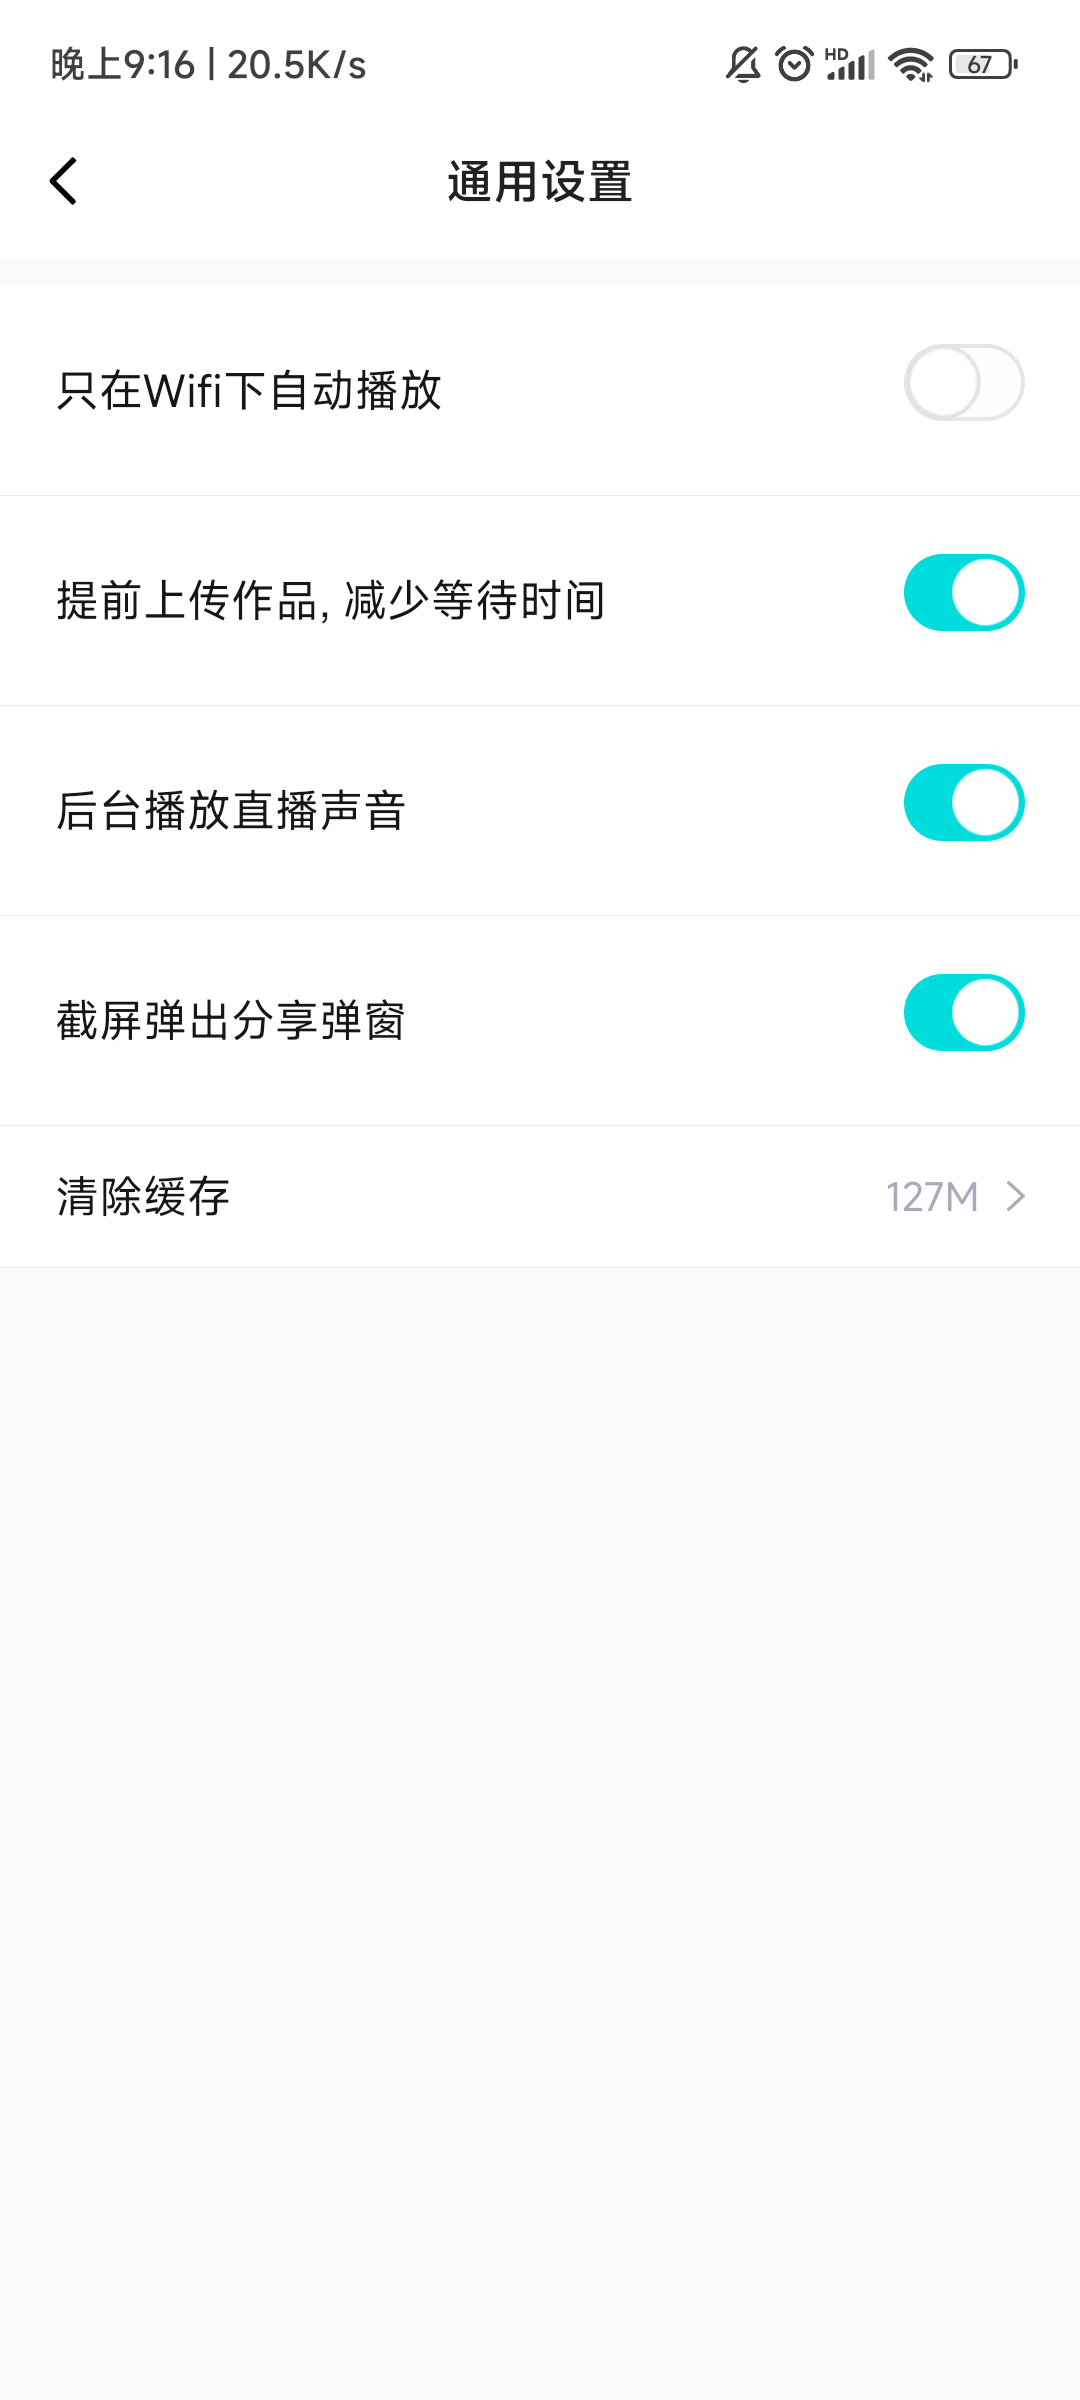 晚上9:16 | 20.5K/s
HD
67
通用设置
只在Wifi下自动播放
提前上传作品, 减少等待时间
后台播放直播声音
截屏弹出分享弹窗
清除缓存 127M